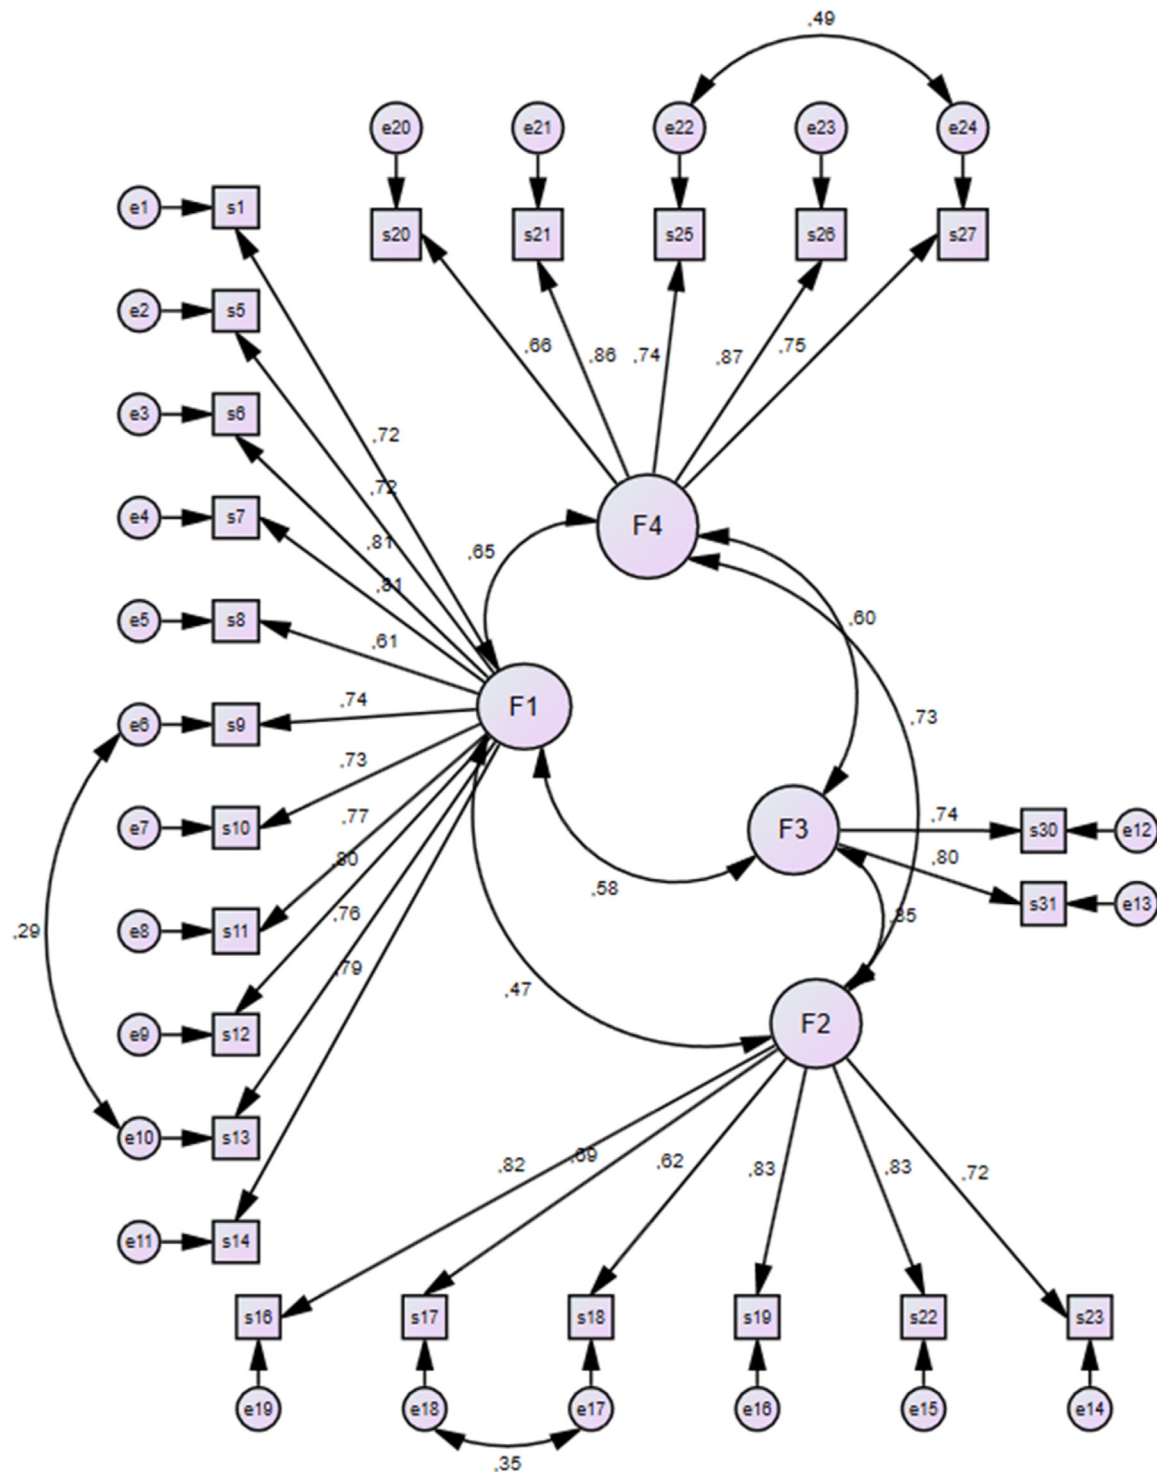 ,49
e20
e21
e22
e23
e24
e1
s1
s20
s21
s25
s26
s27
e2
s5
,66
,86
,74
,87
,75
e3
s6
,72
,72
e4
s7
F4
,81
,65
,81
e5
s8
,61
,60
e6
s9
,74
F1
,73
,73
e7
s10
,77
F3
,74
s30
e12
,80
,80
,58
s31
e13
,29
e8
s11
,76
,79
,47
e9
s12
F2
e10
s13
,82
,69
,62
,83
,83
,72
e11
s14
s16
s17
s18
s19
s22
s23
e19
e18
e17
e16
e15
e14
,35